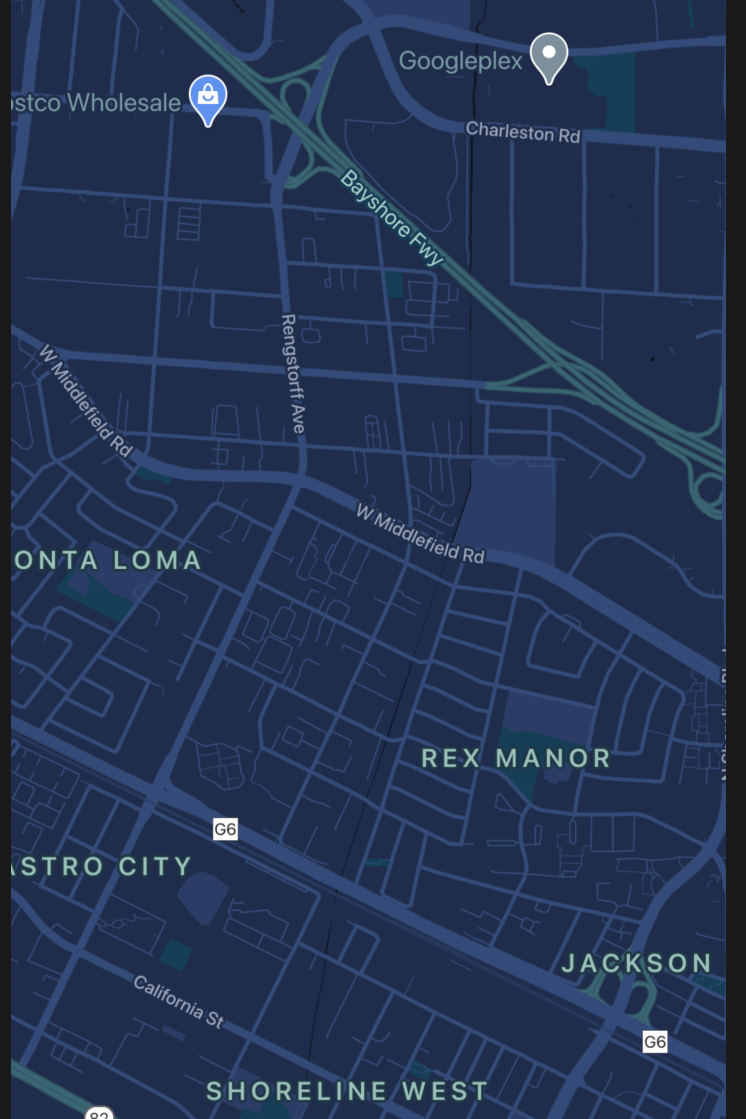 Googleplex
ostco Wholesale
Charleston Rd
Bayshore Fwy
Rengstorff Ave
W Middlefield Rd
W Middlefield Rd
ONTA LOMA
REX MANOR
G6
ASTRO CITY
JACKSON
California St
G6
SHORELINE WEST
82